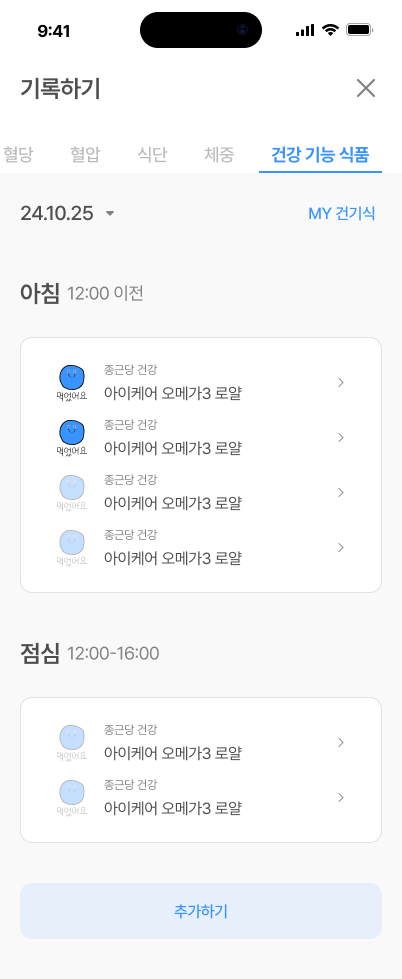 9:41
기록하기
혈당 혈압 식단 체중 건강 기능 식품
24.10.25 MY 건기식
아침 12:00 이전
종근당 건강
아이케어 오메가3 로얄
먹었어요
종근당 건강
아이케어 오메가3 로얄
먹었어요
종근당 건강
아이케어 오메가3 로얄
먹었어요
종근당 건강
아이케어 오메가3 로얄
먹었어요
점심 12:00-16:00
종근당 건강
아이케어 오메가3 로얄
먹었어요
종근당 건강
아이케어 오메가3 로얄
먹었어요
추가하기